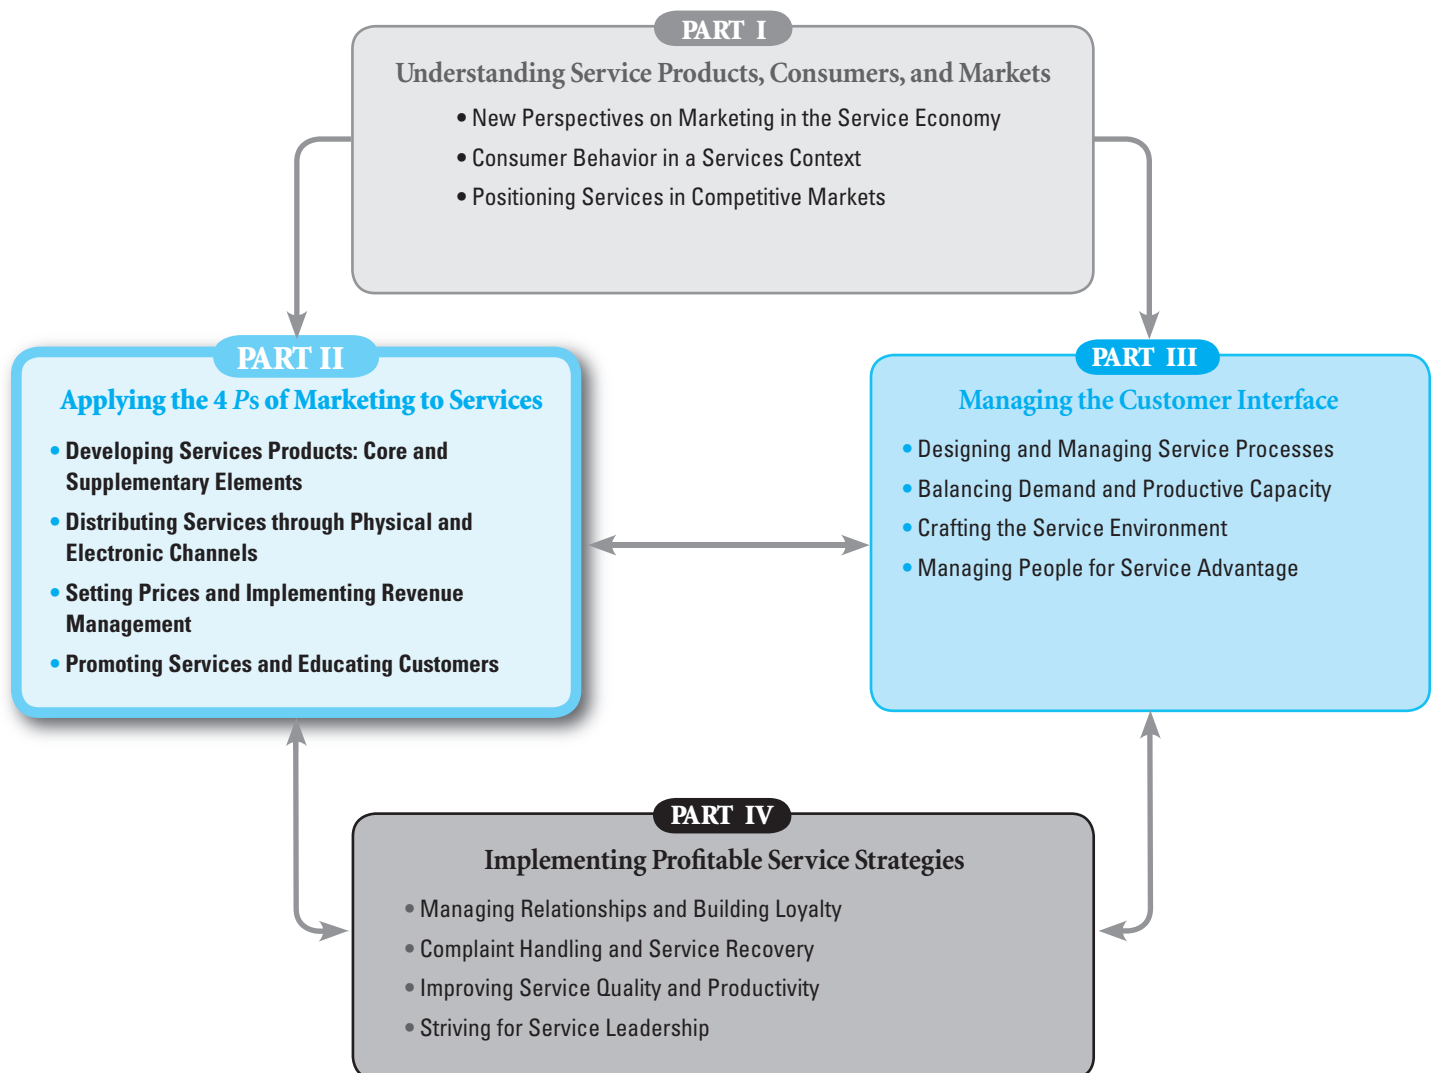 PART I
Understanding Service Products, Consumers, and Markets
• New Perspectives on Marketing in the Service Economy
• Consumer Behavior in a Services Context
• Positioning Services in Competitive Markets
PART II
Applying the 4 Ps of Marketing to Services
• Developing Services Products: Core and
Supplementary Elements
• Distributing Services through Physical and
Electronic Channels
• Setting Prices and Implementing Revenue
Management
• Promoting Services and Educating Customers
PART III
Managing the Customer Interface
• Designing and Managing Service Processes
• Balancing Demand and Productive Capacity
• Crafting the Service Environment
• Managing People for Service Advantage
PART IV
Implementing Profitable Service Strategies
• Managing Relationships and Building Loyalty
• Complaint Handling and Service Recovery
• Improving Service Quality and Productivity
• Striving for Service Leadership